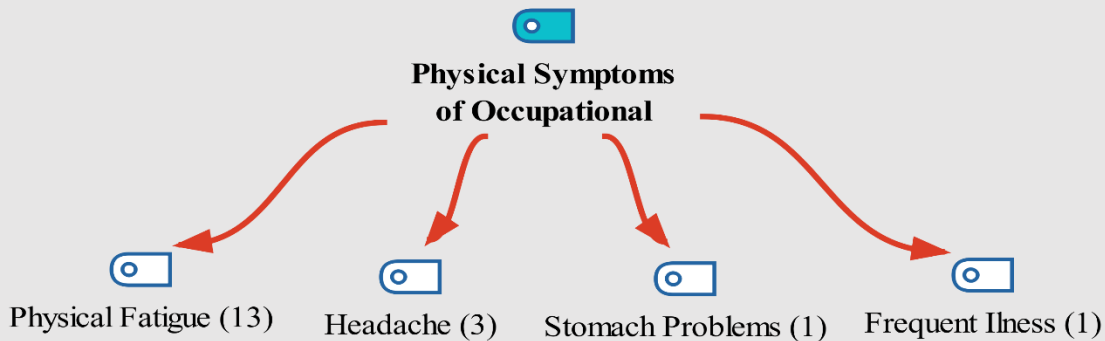 Physical Symptoms
of Occupational
Physical Fatigue (13)
Headache (3)
Stomach Problems (1)
Frequent Ilness (1)